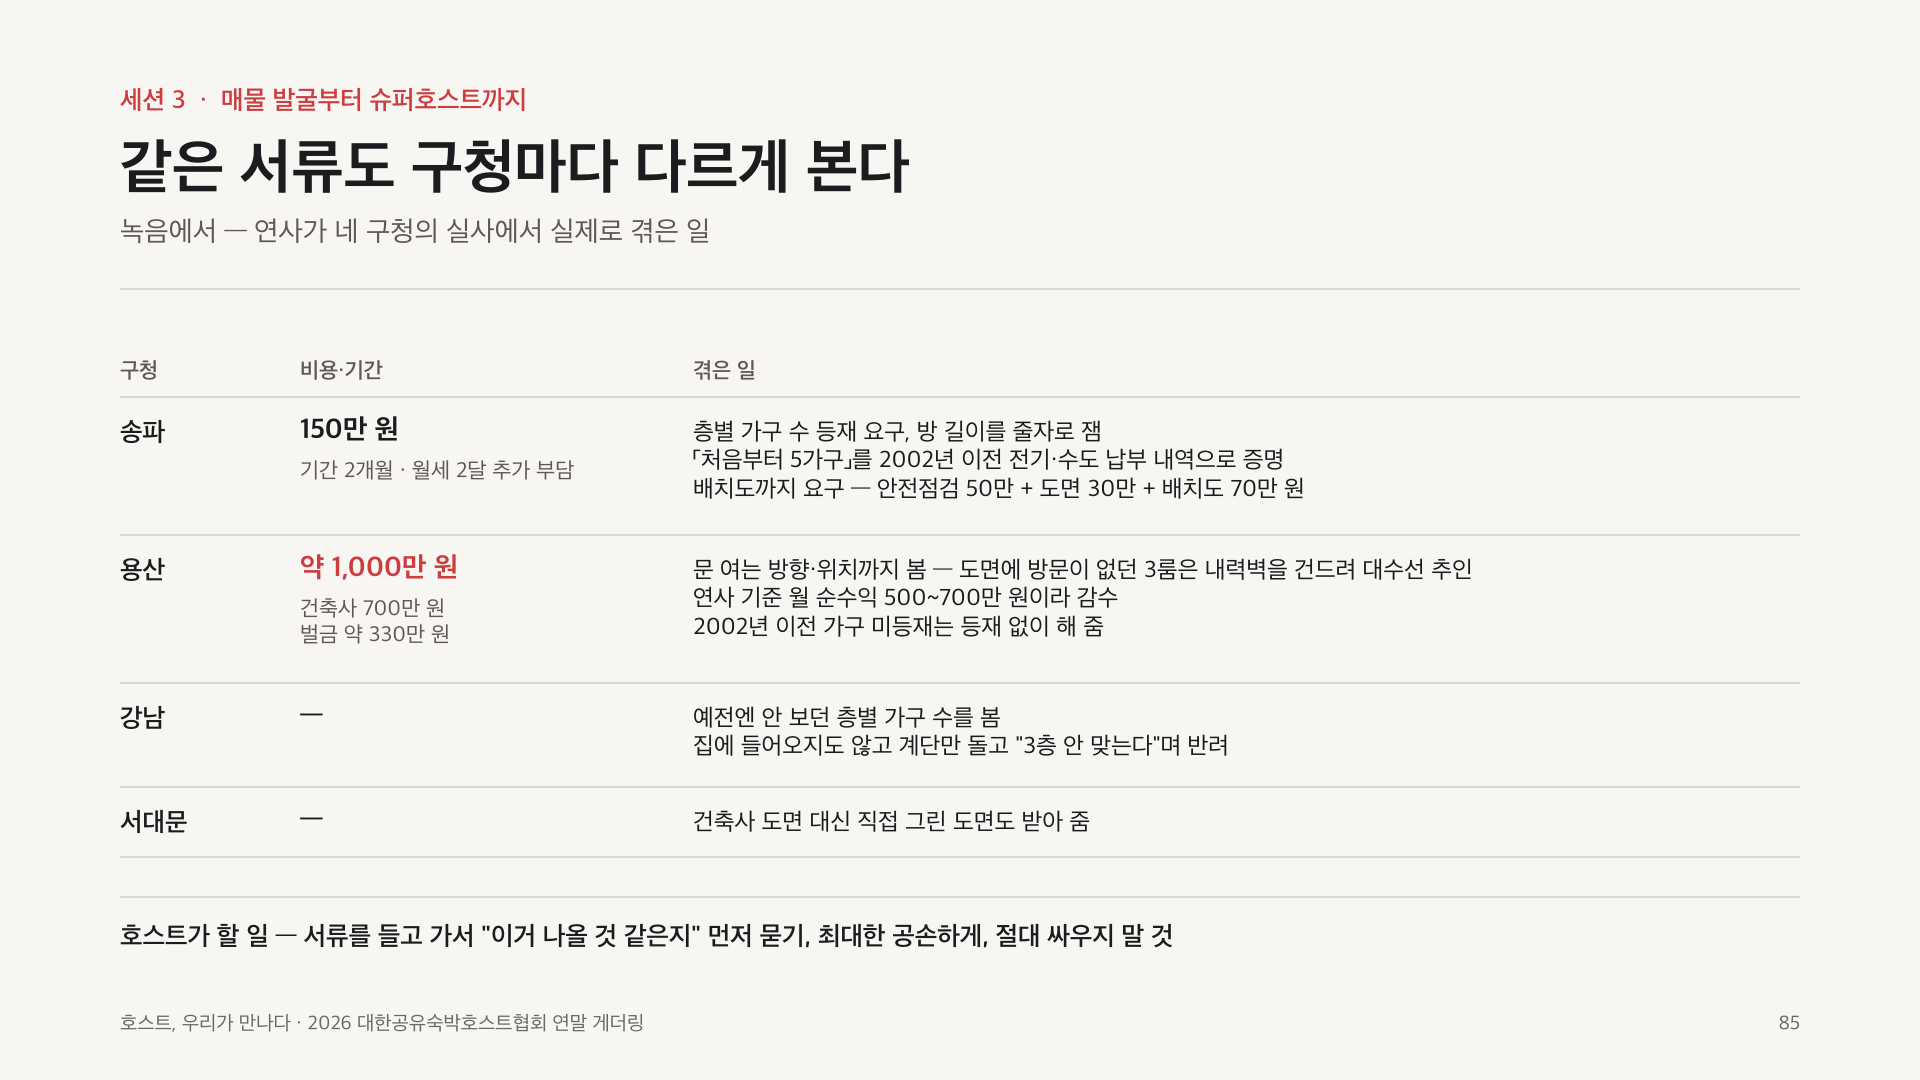 세션 3 · 매물 발굴부터 슈퍼호스트까지
같은 서류도 구청마다 다르게 본다
녹음에서 — 연사가 네 구청의 실사에서 실제로 겪은 일
구청 비용·기간 겪은 일
송파 150만 원
기간 2개월 · 월세 2달 추가 부담
층별 가구 수 등재 요구, 방 길이를 줄자로 잼
「처음부터 5가구」를 2002년 이전 전기·수도 납부 내역으로 증명
배치도까지 요구 — 안전점검 50만 + 도면 30만 + 배치도 70만 원
용산 약 1,000만 원
건축사 700만 원
벌금 약 330만 원
문 여는 방향·위치까지 봄 — 도면에 방문이 없던 3룸은 내력벽을 건드려 대수선 추인
연사 기준 월 순수익 500~700만 원이라 감수
2002년 이전 가구 미등재는 등재 없이 해 줌
강남 —
예전엔 안 보던 층별 가구 수를 봄
집에 들어오지도 않고 계단만 돌고 "3층 안 맞는다"며 반려
서대문 —
건축사 도면 대신 직접 그린 도면도 받아 줌
호스트가 할 일 — 서류를 들고 가서 "이거 나올 것 같은지" 먼저 묻기, 최대한 공손하게, 절대 싸우지 말 것
호스트, 우리가 만나다 · 2026 대한공유숙박호스트협회 연말 게더링
85